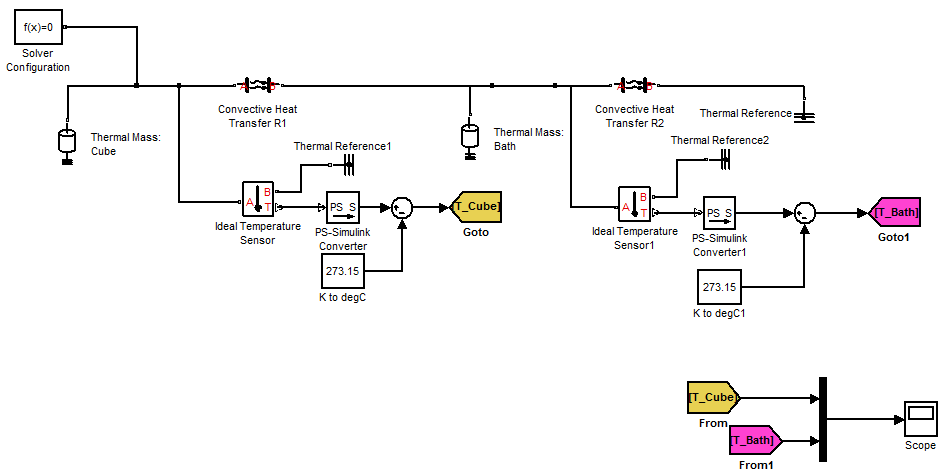 f(x)=0
Solver
Configuration
A
B
Convective Heat
Transfer R1
A
B
Convective Heat
Transfer R2
Thermal Reference
Thermal Mass:
Cube
Thermal Mass:
Bath
Thermal Reference1
Thermal Reference2
B
A
T
Ideal Temperature
Sensor
PS S
PS-Simulink
Converter
+
-
[T_Cube]
Goto
273.15
K to degC
B
A
T
Ideal Temperature
Sensor1
PS S
PS-Simulink
Converter1
+
-
[T_Bath]
Goto1
273.15
K to degC1
[T_Cube]
From
[T_Bath]
From1
Scope